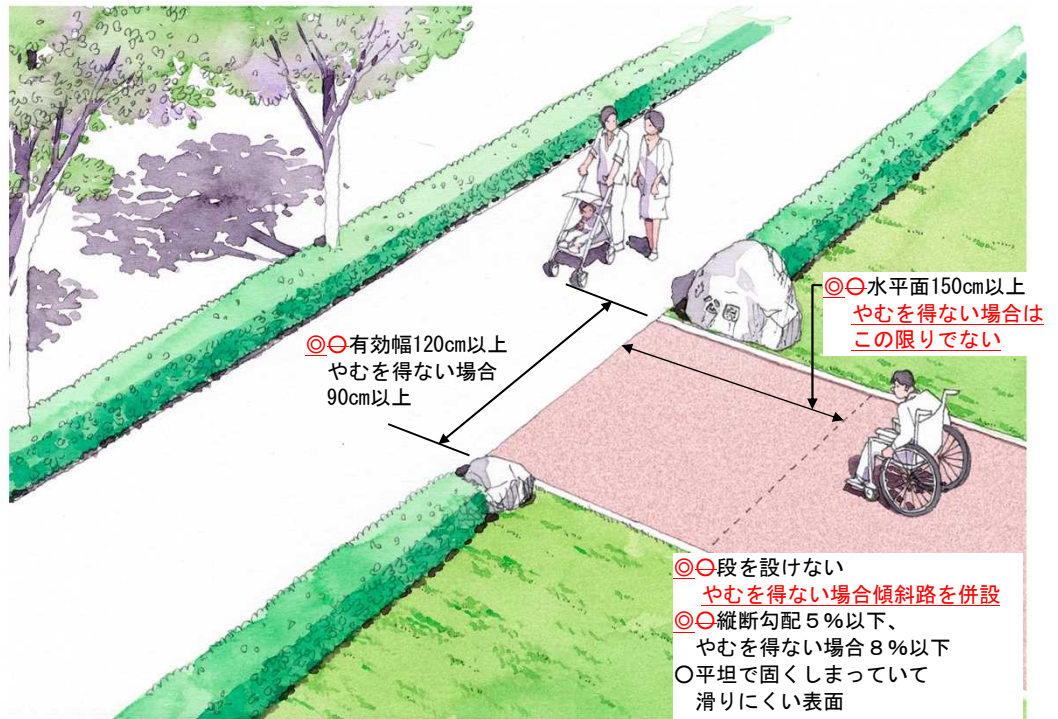 ◎○水平面150cm以上
やむを得ない場合は
この限りでない
◎○有効幅120cm以上
やむを得ない場合
90cm以上
公園
◎○段を設けない
やむを得ない場合傾斜路を併設
◎○縦断勾配５%以下、
やむを得ない場合８%以下
○平坦で固くしまっていて
滑りにくい表面